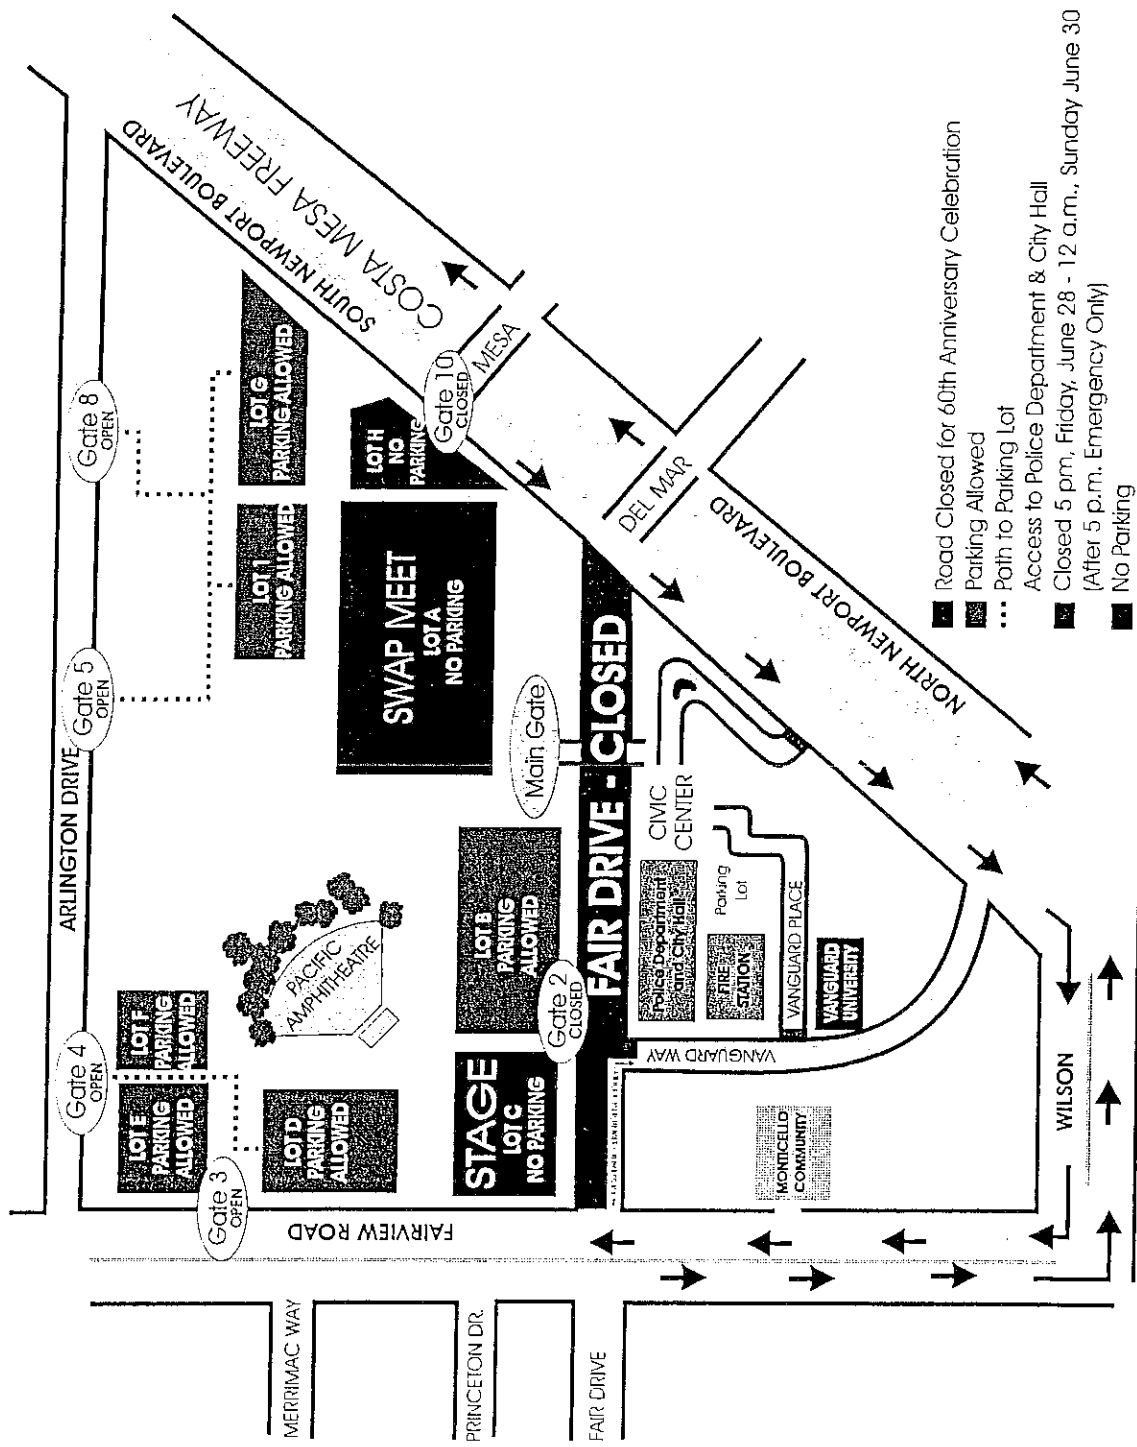 ARLINGTON DRIVE
Gate 4
OPEN
Gate 5
OPEN
Gate 8
OPEN
Gate 3
OPEN
LOT E
PARKING
ALLOWED
LOT F
PARKING
ALLOWED
LOT D
PARKING
ALLOWED
PACIFIC
AMPHITHEATRE
LOT 1
PARKING ALLOWED
LOT G
PARKING ALLOWED
LOT H
NO
PARKING
SWAP MEET
LOT A
NO PARKING
STAGE
LOT C
NO PARKING
LOT B
PARKING
ALLOWED
Gate 2
CLOSED
Main Gate
Gate 10
CLOSED
SOUTH NEWPORT BOULEVARD
COSTA MESA FREEWAY
MESA
DEL MAR
NORTH NEWPORT BOULEVARD
FAIRVIEW ROAD
MERRIMAC WAY
PRINCETON DR.
FAIR DRIVE
FAIR DRIVE - CLOSED
CIVIC
CENTER
Police Department
and City Hall
Parking
Lot
FIRE
STATION
VANGUARD PLACE
VANGUARD
UNIVERSITY
VANGUARD WAY
MONTICELLO
COMMUNITY
WILSON
Road Closed for 60th Anniversary Celebration
Parking Allowed
Path to Parking Lot
Access to Police Department & City Hall
Closed 5 pm, Friday, June 28 - 12 a.m., Sunday June 30
(After 5 p.m. Emergency Only)
No Parking